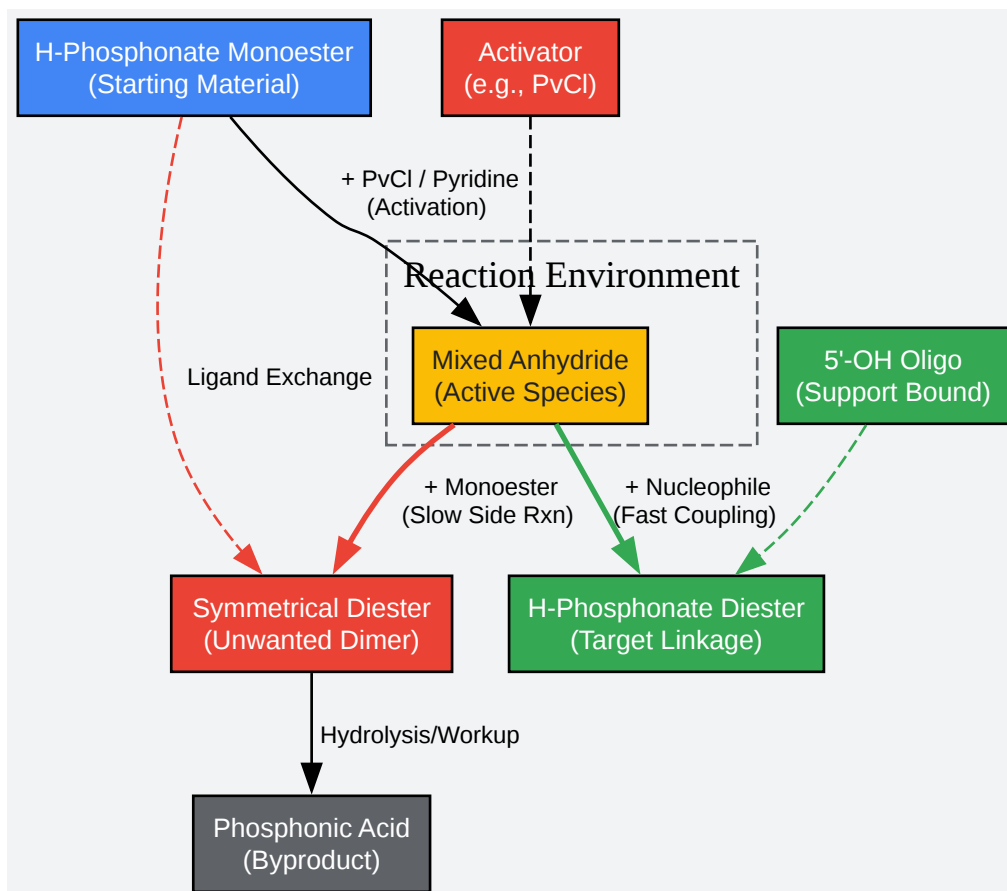 H-Phosphonate Monoester
(Starting Material)
Activator
(e.g., PvCl)
+ PvCl / Pyridine
(Activation)
Reaction Environment
Mixed Anhydride
(Active Species)
5'-OH Oligo
(Support Bound)
Ligand Exchange
+ Monoester
(Slow Side Rxn)
+ Nucleophile
(Fast Coupling)
Symmetrical Diester
(Unwanted Dimer)
H-Phosphonate Diester
(Target Linkage)
Hydrolysis/Workup
Phosphonic Acid
(Byproduct)